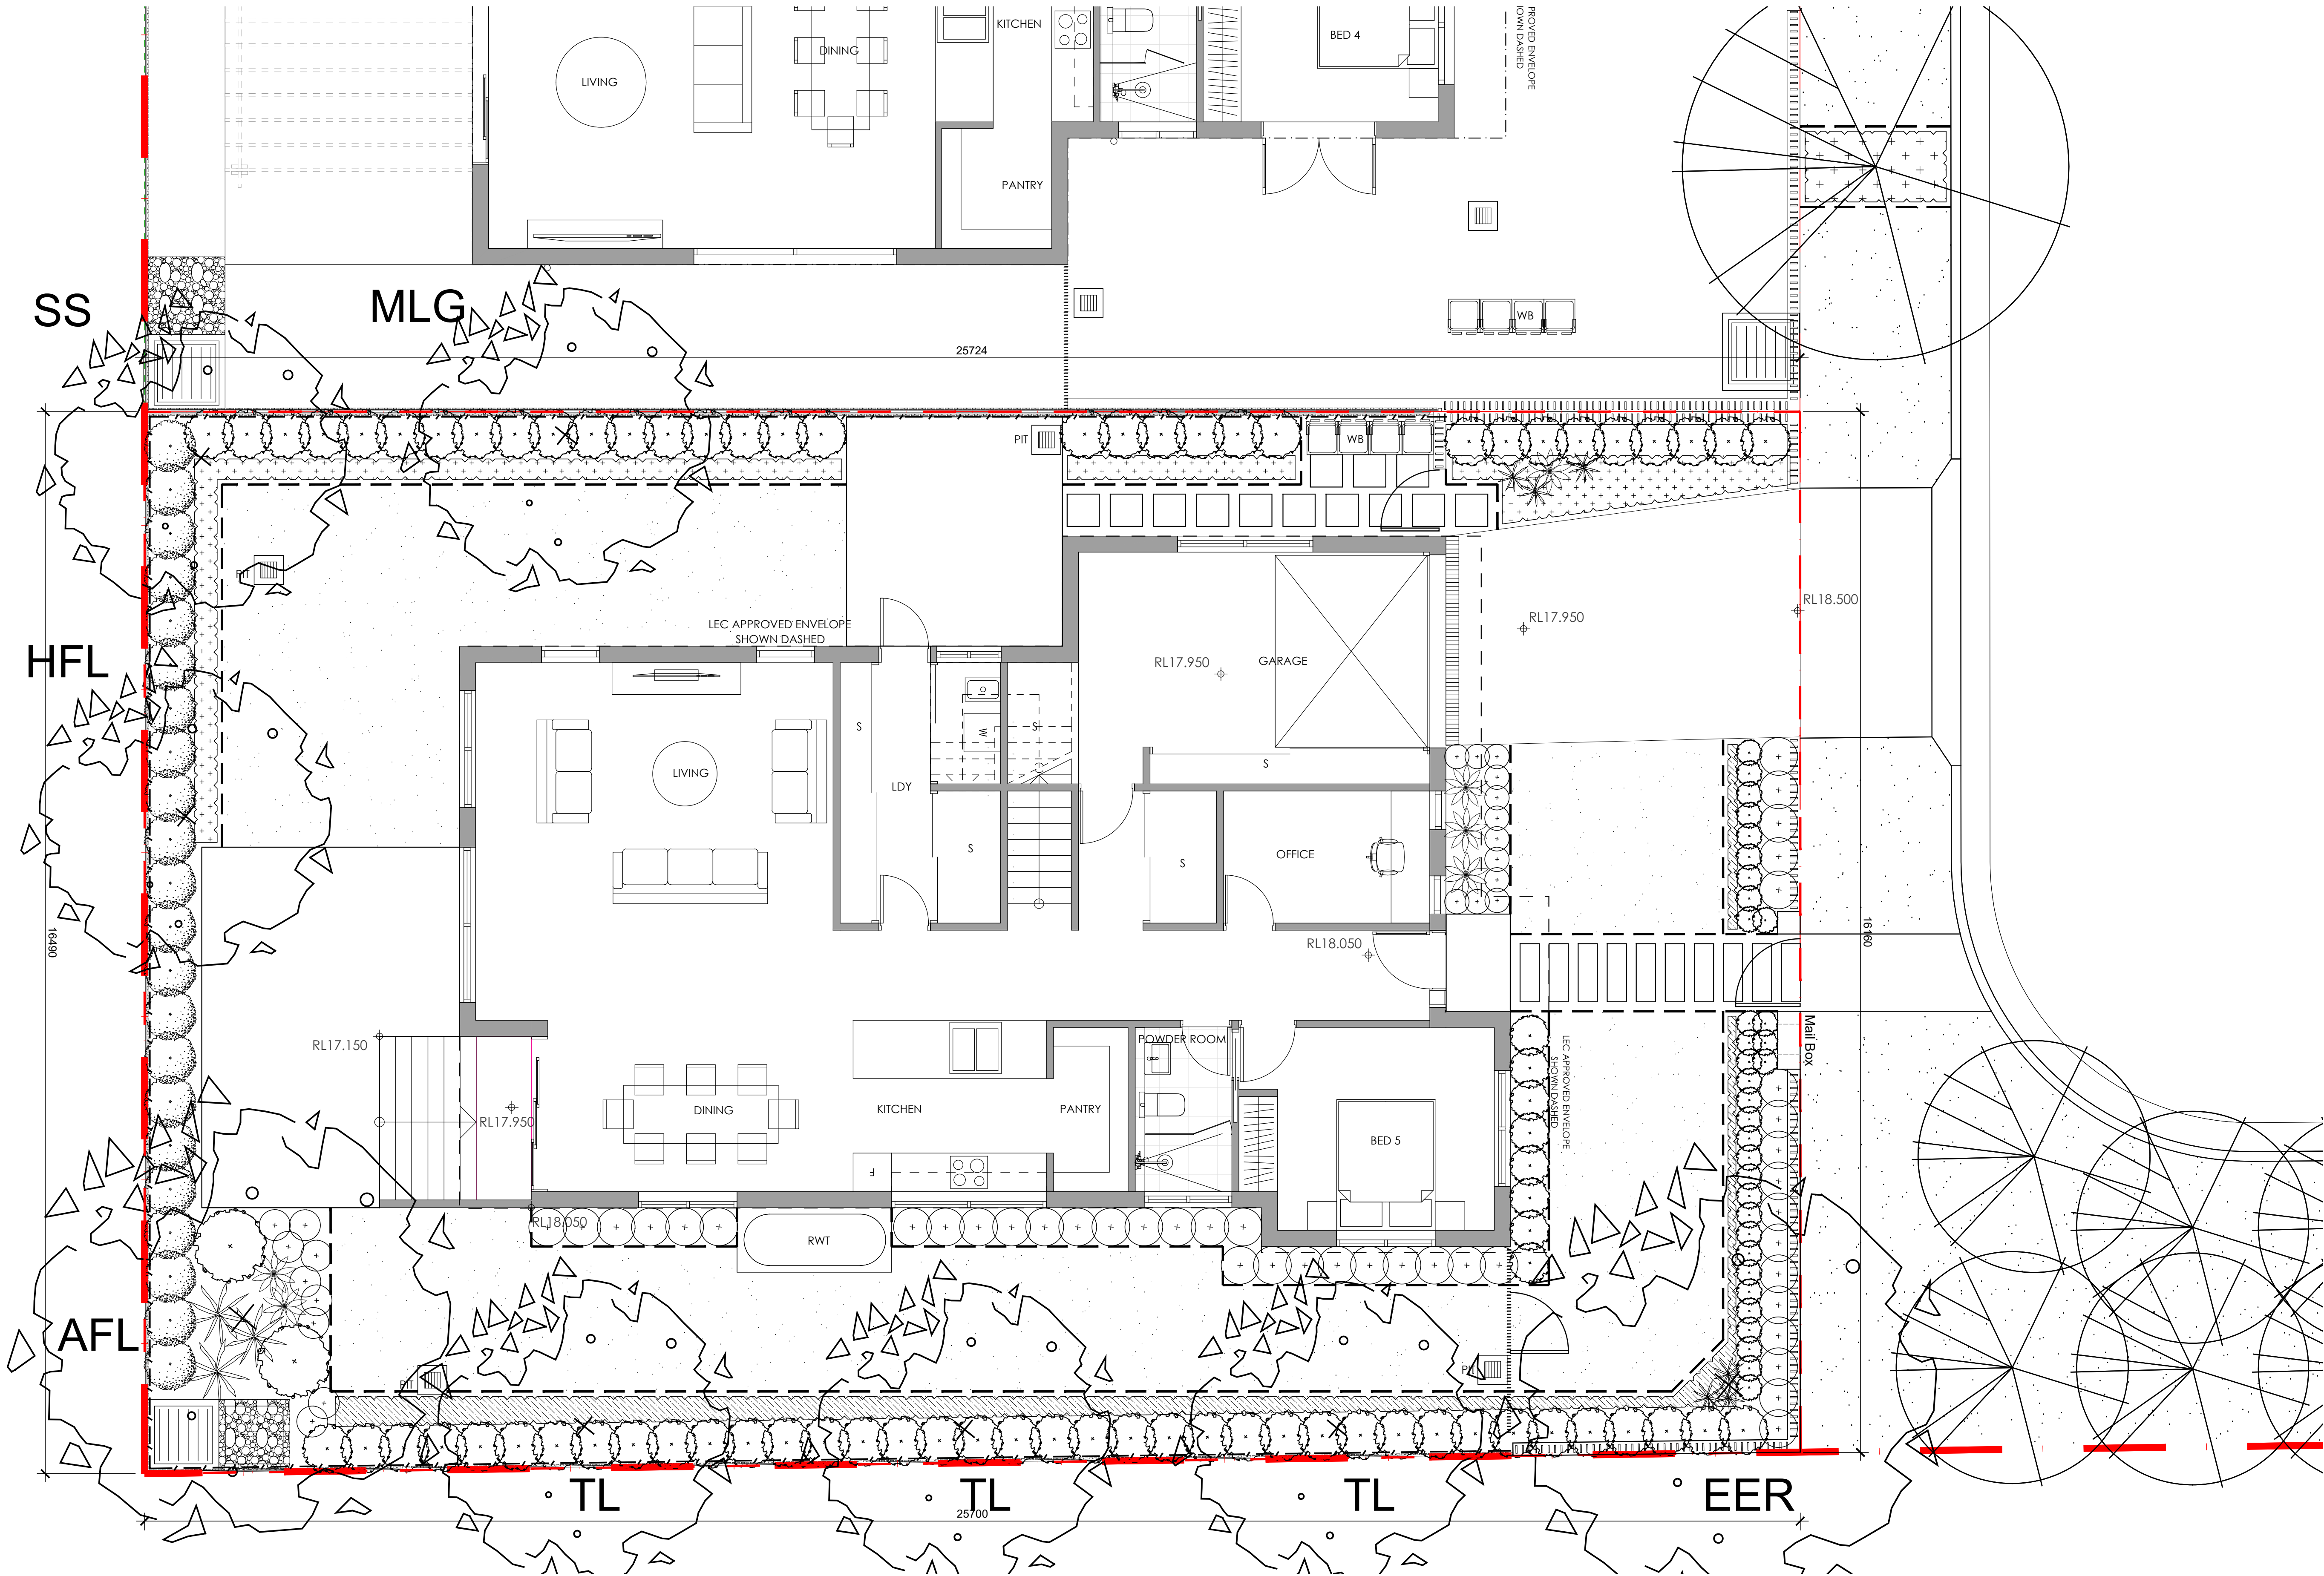 KITCHEN
DINING
BED 4
PROVED ENVELOPE
OWN DASHED
LIVING
PANTRY
SS
MLG
WB
25724
PIT
WB
PIT
LEC APPROVED ENVELOPE
SHOWN DASHED
RL18.500
RL17.950
HFL
RL17.950
GARAGE
S
S
W
LIVING
S
LDY
S
OFFICE
S
16490
16160
RL18.050
Mail Box
RL17.150
POWDER ROOM
LEC APPROVED ENVELOPE
SHOWN DASHED
RL17.950
DINING
KITCHEN
PANTRY
BED 5
F
RL18.050
RWT
AFL
PIT
PIT
TL
TL
TL
EER
25700